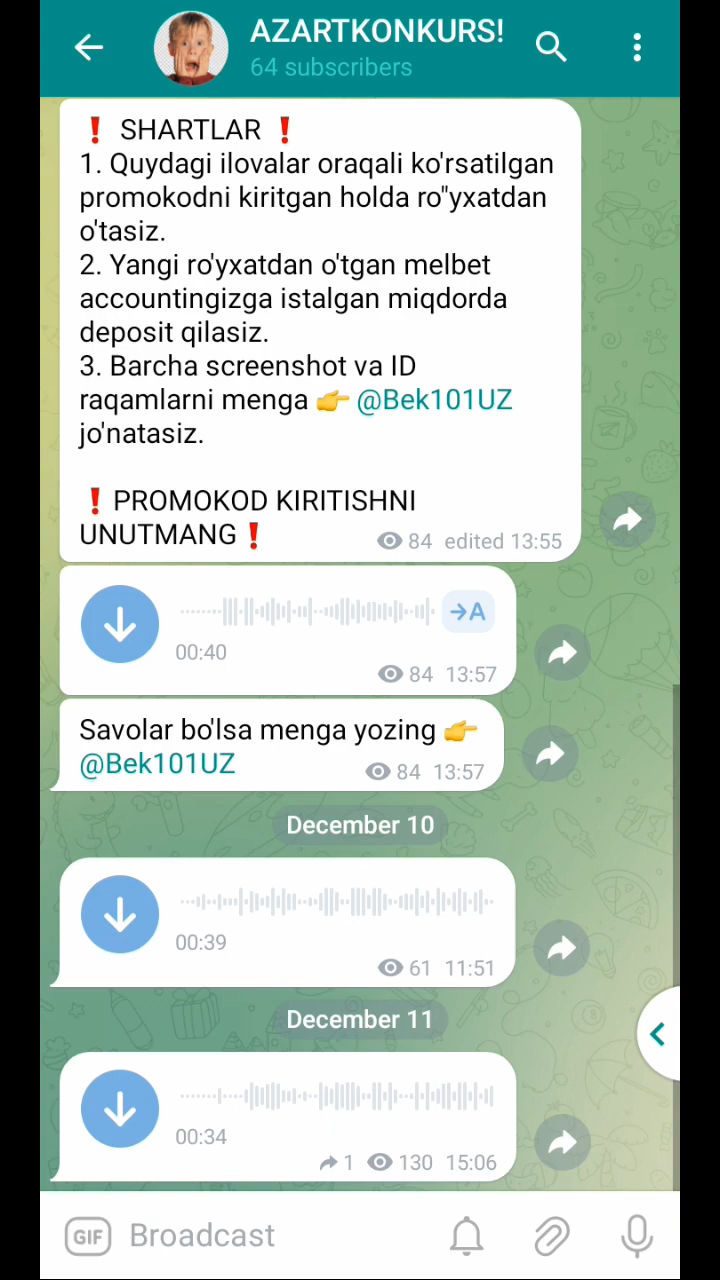 AZARTKONKURS!
64 subscribers
❗ SHARTLAR ❗
1. Quydagi ilovalar oraqali ko'rsatilgan
promokodni kiritgan holda ro"yxatdan
o'tasiz.
2. Yangi ro'yxatdan o'tgan melbet
accountingizga istalgan miqdorda
deposit qilasiz.
3. Barcha screenshot va ID
raqamlarni menga 👉 @Bek101UZ
jo'natasiz.
❗PROMOKOD KIRITISHNI
UNUTMANG❗
84 edited 13:55
→A
00:40
84 13:57
Savolar bo'lsa menga yozing 👉
@Bek101UZ
84 13:57
December 10
00:39
61 11:51
December 11
00:34
1 130 15:06
GIF Broadcast